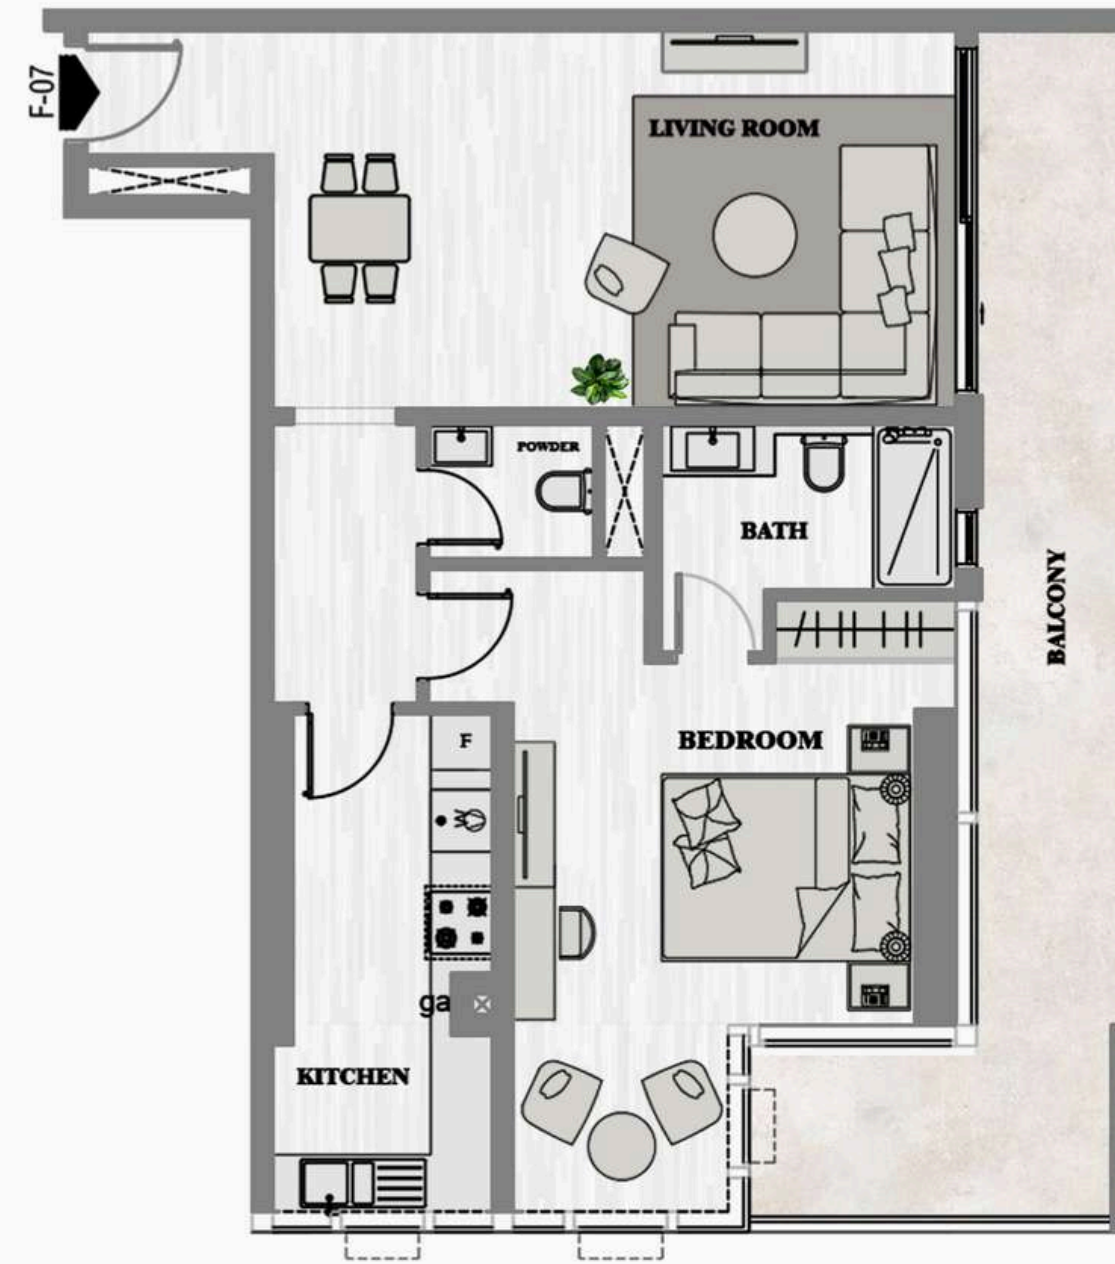 F-07
LIVING ROOM
POWDER
BATH
BALCONY
BEDROOM
F
ga
KITCHEN